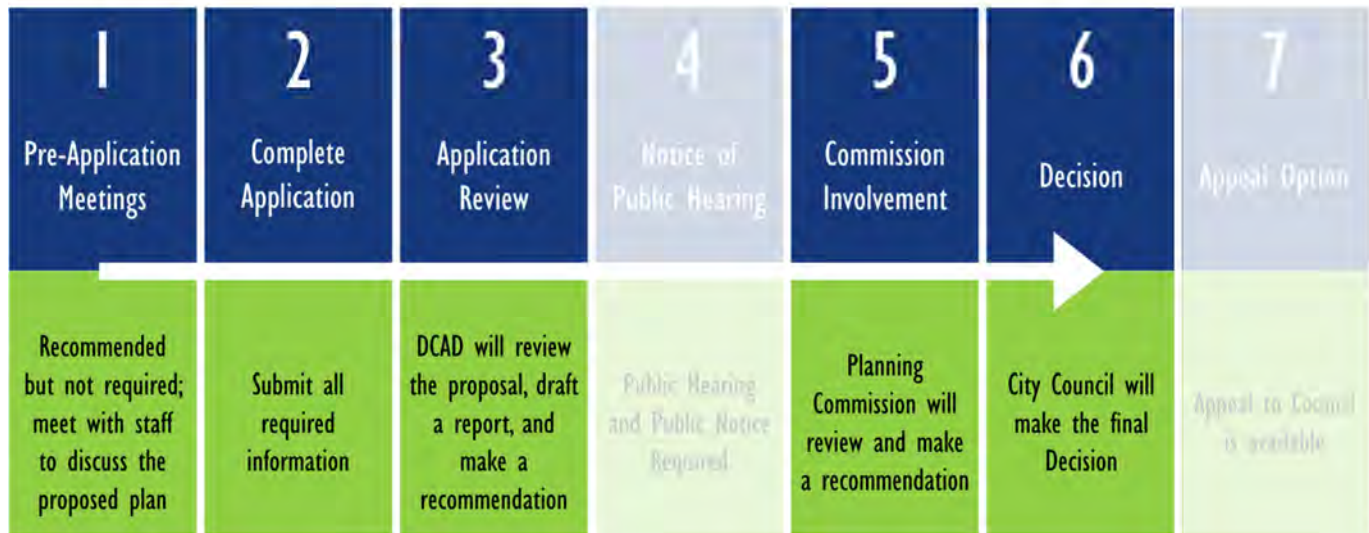 1
Pre-Application
Meetings
Recommended
but not required;
meet with staff
to discuss the
proposed plan
2
Complete
Application
Submit all
required
information
3
Application
Review
DCAD will review
the proposal, draft
a report, and
make a
recommendation
4
Notice of
Public Hearing
Public Hearing
and Public Notice
Required
5
Commission
Involvement
Planning
Commission will
review and make
a recommendation
6
Decision
City Council will
make the final
Decision
7
Appeal Option
Appeal to Council
is available